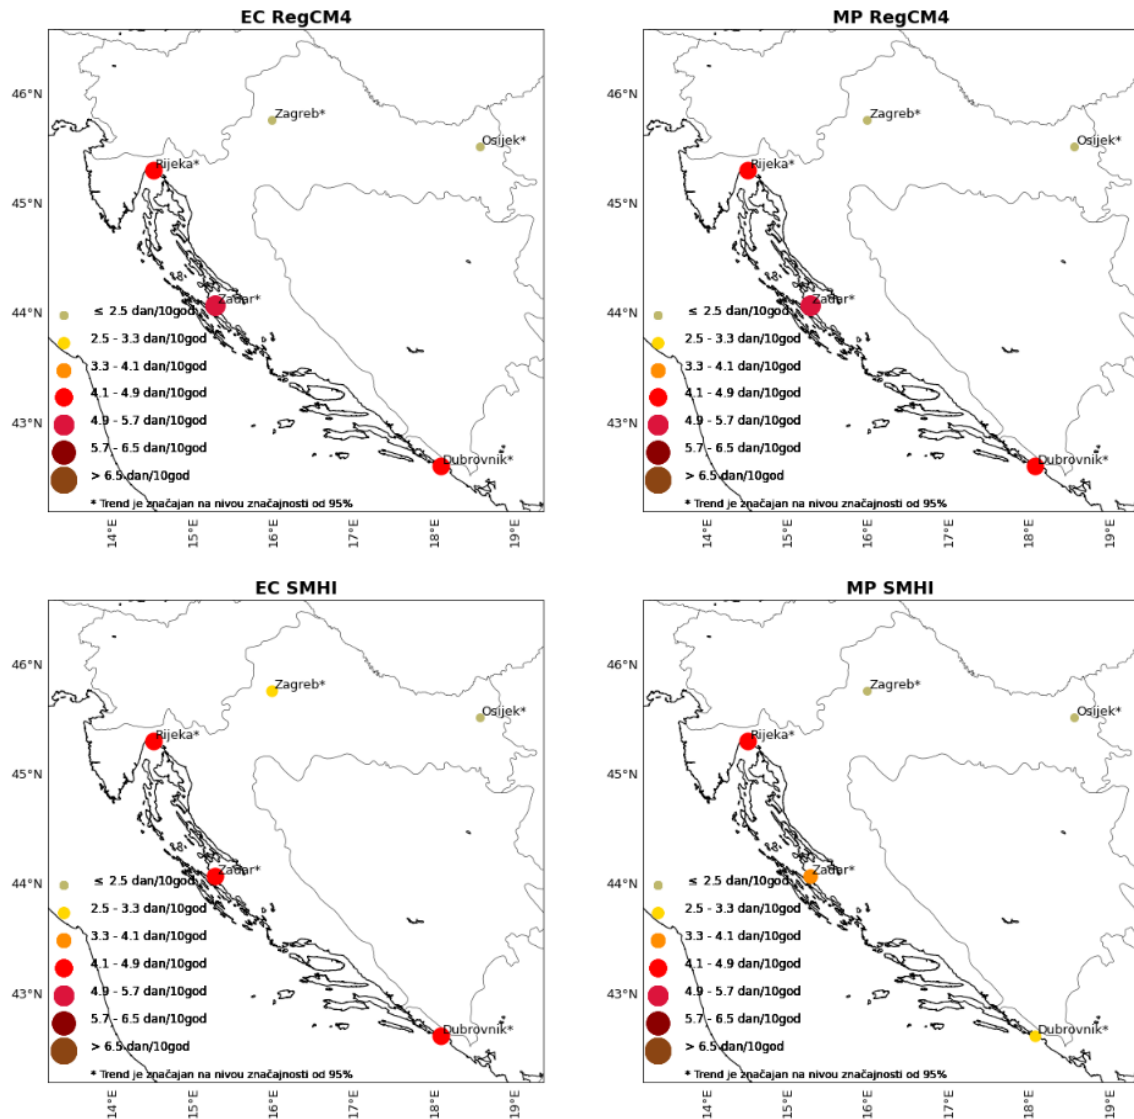 EC RegCM4
46°N
45°N
44°N
43°N
Zagreb*
Osijek*
Rijeka*
Zadar*
Dubrovnik*
≤ 2.5 dan/10god
2.5 - 3.3 dan/10god
3.3 - 4.1 dan/10god
4.1 - 4.9 dan/10god
4.9 - 5.7 dan/10god
5.7 - 6.5 dan/10god
> 6.5 dan/10god
* Trend je značajan na nivou značajnosti od 95%
14°E
15°E
16°E
17°E
18°E
19°E
MP RegCM4
46°N
45°N
44°N
43°N
Zagreb*
Osijek*
Rijeka*
Zadar*
Dubrovnik*
≤ 2.5 dan/10god
2.5 - 3.3 dan/10god
3.3 - 4.1 dan/10god
4.1 - 4.9 dan/10god
4.9 - 5.7 dan/10god
5.7 - 6.5 dan/10god
> 6.5 dan/10god
* Trend je značajan na nivou značajnosti od 95%
14°E
15°E
16°E
17°E
18°E
19°E
EC SMHI
46°N
45°N
44°N
43°N
Zagreb*
Osijek*
Rijeka*
Zadar*
Dubrovnik*
≤ 2.5 dan/10god
2.5 - 3.3 dan/10god
3.3 - 4.1 dan/10god
4.1 - 4.9 dan/10god
4.9 - 5.7 dan/10god
5.7 - 6.5 dan/10god
> 6.5 dan/10god
* Trend je značajan na nivou značajnosti od 95%
14°E
15°E
16°E
17°E
18°E
19°E
MP SMHI
46°N
45°N
44°N
43°N
Zagreb*
Osijek*
Rijeka*
Zadar*
Dubrovnik*
≤ 2.5 dan/10god
2.5 - 3.3 dan/10god
3.3 - 4.1 dan/10god
4.1 - 4.9 dan/10god
4.9 - 5.7 dan/10god
5.7 - 6.5 dan/10god
> 6.5 dan/10god
* Trend je značajan na nivou značajnosti od 95%
14°E
15°E
16°E
17°E
18°E
19°E